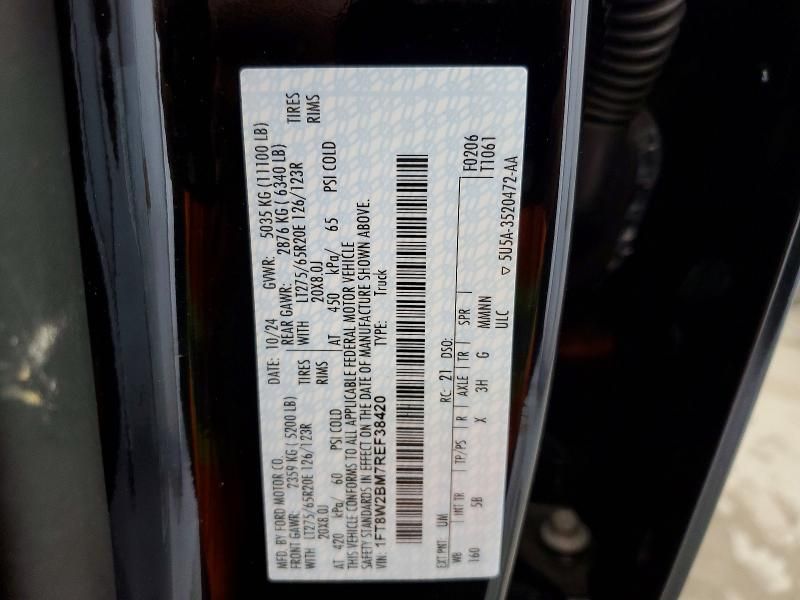 MFD. BY FORD MOTOR CO.
DATE: 10/24 GVWR: 5035 KG (11100 LB)
FRONT GAWR: 2359 KG ( 5200 LB) REAR GAWR: 2876 KG ( 6340 LB)
WITH LT275/65R20E 126/123R TIRES WITH LT275/65R20E 126/123R TIRES
20X8.0J RIMS 20X8.0J RIMS
AT 420 kPa/ 60 PSI COLD AT 450 kPa/ 65 PSI COLD
THIS VEHICLE CONFORMS TO ALL APPLICABLE FEDERAL MOTOR VEHICLE
SAFETY STANDARDS IN EFFECT ON THE DATE OF MANUFACTURE SHOWN ABOVE.
VIN: 1FT8W2BM7REF38420 TYPE: Truck
F0206
EXT PNT: UM RC: 21 DSO: T1061
WB INT TR TP/PS R AXLE TR SPR
160 5B X 3H G MMNN
ULC
▽ 5U5A-3520472-AA